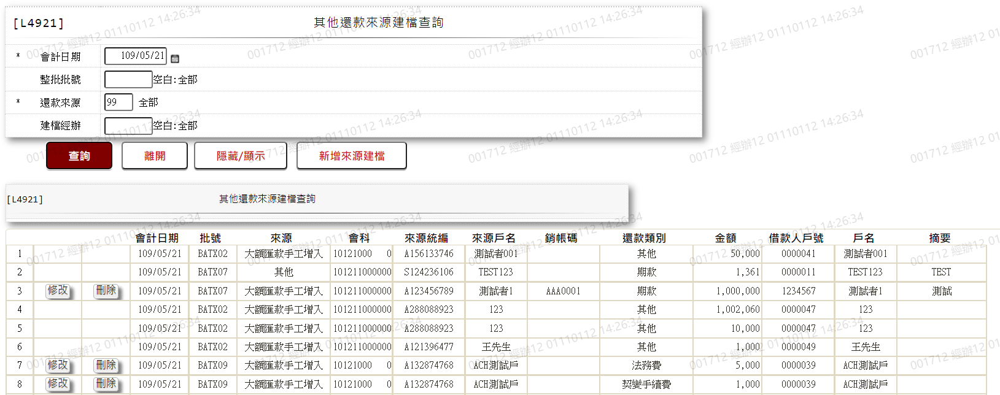 [L4921] 其他還款來源建檔查詢
* 會計日期 109/05/21
整批批號 空白:全部
* 還款來源 99 全部
建檔經辦 空白:全部
查詢 離開 隱藏/顯示 新增來源建檔
[L4921] 其他還款來源建檔查詢
會計日期 批號 來源 會科 來源統編 來源戶名 銷帳碼 還款類別 金額 借款人戶號 戶名 摘要
1 109/05/21 BATX02 大額匯款手工增入 10121000 0 A156133746 測試者001 其他 50,000 0000041 測試者001
2 109/05/21 BATX07 其他 101211000000 S124236106 TEST123 期款 1,361 0000011 TEST123 TEST
3 修改 刪除 109/05/21 BATX07 大額匯款手工增入 101211000000 A123456789 測試者1 AAA0001 期款 1,000,000 1234567 測試者1 測試
4 109/05/21 BATX02 大額匯款手工增入 101211000000 A288088923 123 其他 1,002,060 0000047 123
5 109/05/21 BATX02 大額匯款手工增入 101211000000 A288088923 123 其他 10,000 0000047 123
6 109/05/21 BATX02 大額匯款手工增入 101211000000 A121396477 王先生 其他 1,000 0000049 王先生
7 修改 刪除 109/05/21 BATX09 大額匯款手工增入 10121000 0 A132874768 ACH測試戶 法務費 5,000 0000039 ACH測試戶
8 修改 刪除 109/05/21 BATX09 大額匯款手工增入 10121000 0 A132874768 ACH測試戶 契變手續費 1,000 0000039 ACH測試戶
001712 經辦12 01110112 14:26:34